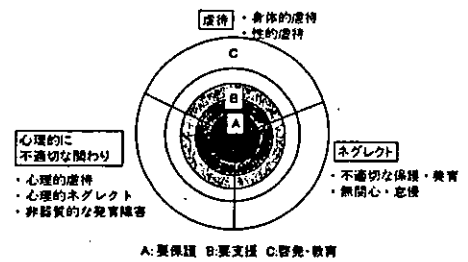 虐待
・身体的虐待
・性的虐待
C
B
A
心理的に
不適切な関わり
・心理的虐待
・心理的ネグレクト
・非器質的な発育障害
ネグレクト
・不適切な保護・養育
・無関心・怠慢
A:要保護 B:要支援 C:啓発・教育